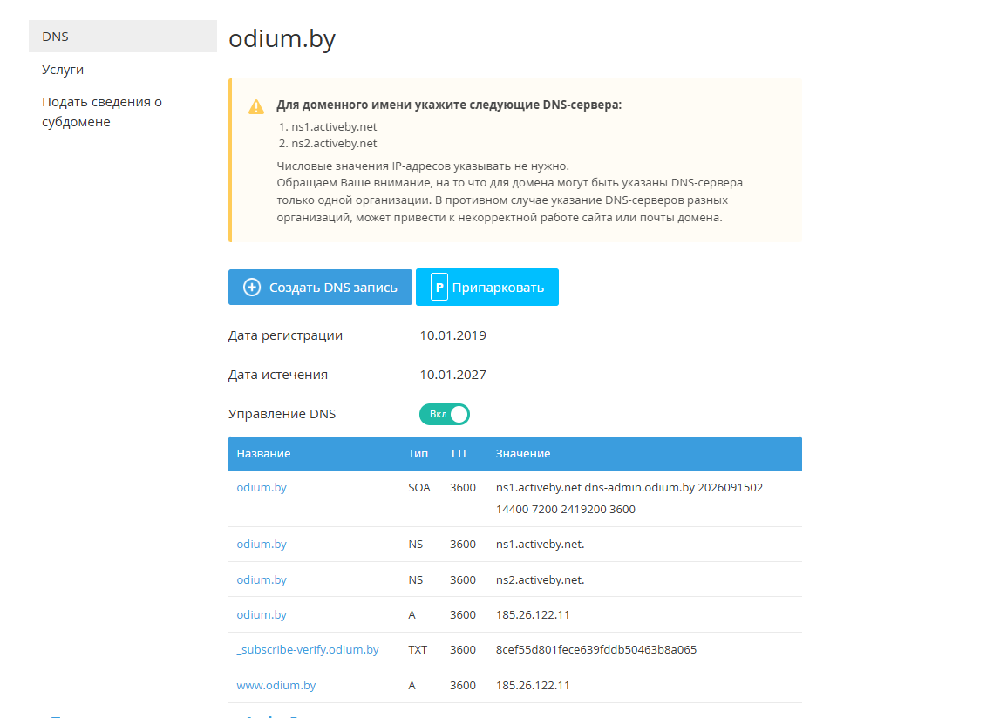 DNS
Услуги
Подать сведения о
субдомене
odium.by
Для доменного имени укажите следующие DNS-сервера:
1. ns1.activeby.net
2. ns2.activeby.net
Числовые значения IP-адресов указывать не нужно.
Обращаем Ваше внимание, на то что для домена могут быть указаны DNS-сервера
только одной организации. В противном случае указание DNS-серверов разных
организаций, может привести к некорректной работе сайта или почты домена.
Создать DNS запись
P Припарковать
Дата регистрации 10.01.2019
Дата истечения 10.01.2027
Управление DNS Вкл
Название Тип TTL Значение
odium.by SOA 3600 ns1.activeby.net dns-admin.odium.by 2026091502
14400 7200 2419200 3600
odium.by NS 3600 ns1.activeby.net.
odium.by NS 3600 ns2.activeby.net.
odium.by A 3600 185.26.122.11
_subscribe-verify.odium.by TXT 3600 8cef55d801fece639fddb50463b8a065
www.odium.by A 3600 185.26.122.11